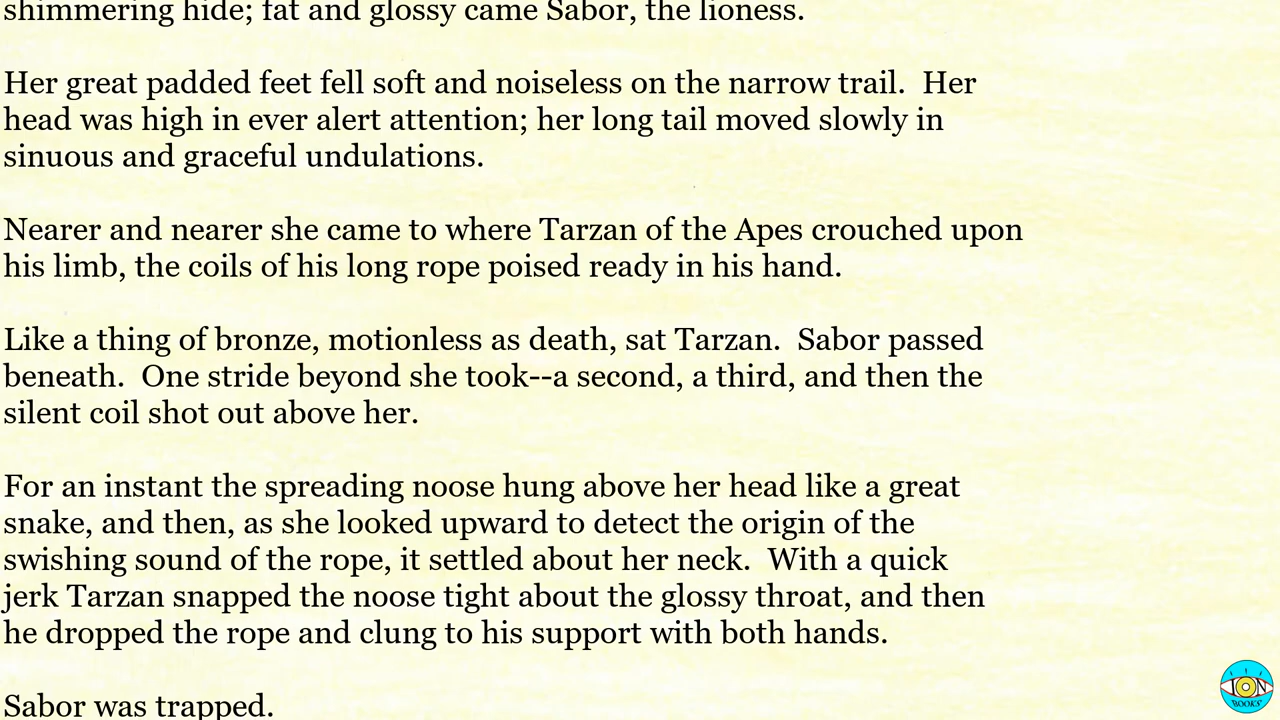 shimmering hide; fat and glossy came Sabor, the lioness.
Her great padded feet fell soft and noiseless on the narrow trail.  Her
head was high in ever alert attention; her long tail moved slowly in
sinuous and graceful undulations.
Nearer and nearer she came to where Tarzan of the Apes crouched upon
his limb, the coils of his long rope poised ready in his hand.
Like a thing of bronze, motionless as death, sat Tarzan.  Sabor passed
beneath.  One stride beyond she took--a second, a third, and then the
silent coil shot out above her.
For an instant the spreading noose hung above her head like a great
snake, and then, as she looked upward to detect the origin of the
swishing sound of the rope, it settled about her neck.  With a quick
jerk Tarzan snapped the noose tight about the glossy throat, and then
he dropped the rope and clung to his support with both hands.
Sabor was trapped.
ION
BOOKS